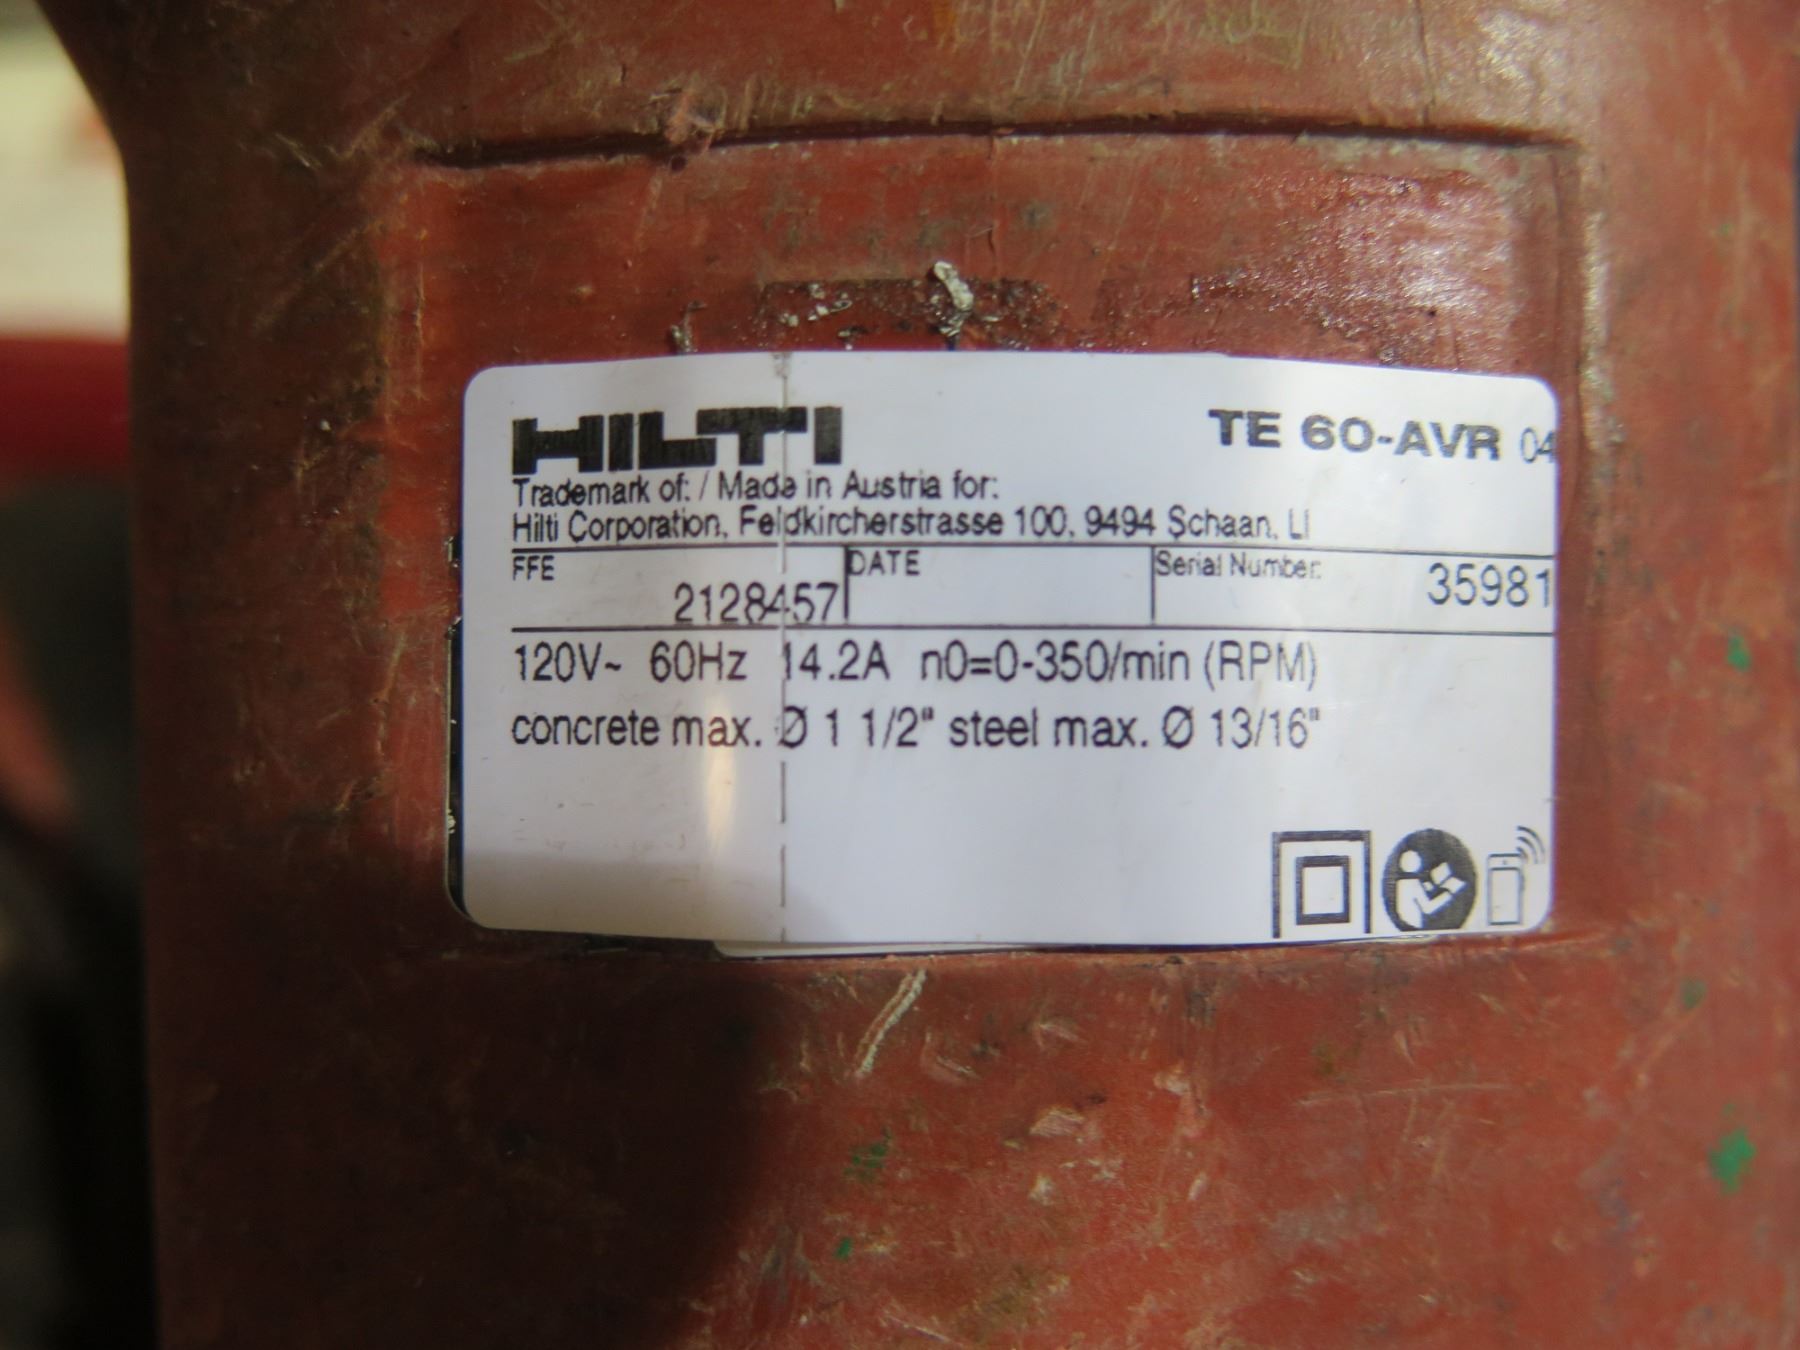 HILTI
TE 60-AVR 04
Trademark of: / Made in Austria for:
Hilti Corporation, Feldkircherstrasse 100, 9494 Schaan, LI
FFE 2128457 DATE Serial Number: 35981
120V~ 60Hz 14.2A n0=0-350/min (RPM)
concrete max. Ø 1 1/2" steel max. Ø 13/16"